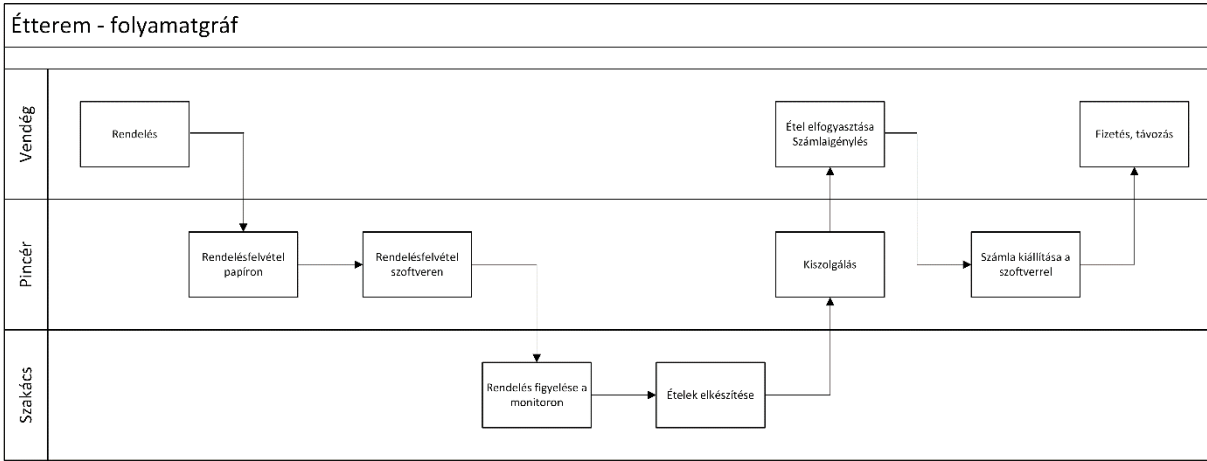 Étterem - folyamatgráf
Vendég
Rendelés
Étel elfogyasztása
Számlaigénylés
Fizetés, távozás
Pincér
Rendelésfelvétel
papíron
Rendelésfelvétel
szoftveren
Kiszolgálás
Számla kiállítása a
szoftverrel
Szakács
Rendelés figyelése a
monitoron
Ételek elkészítése